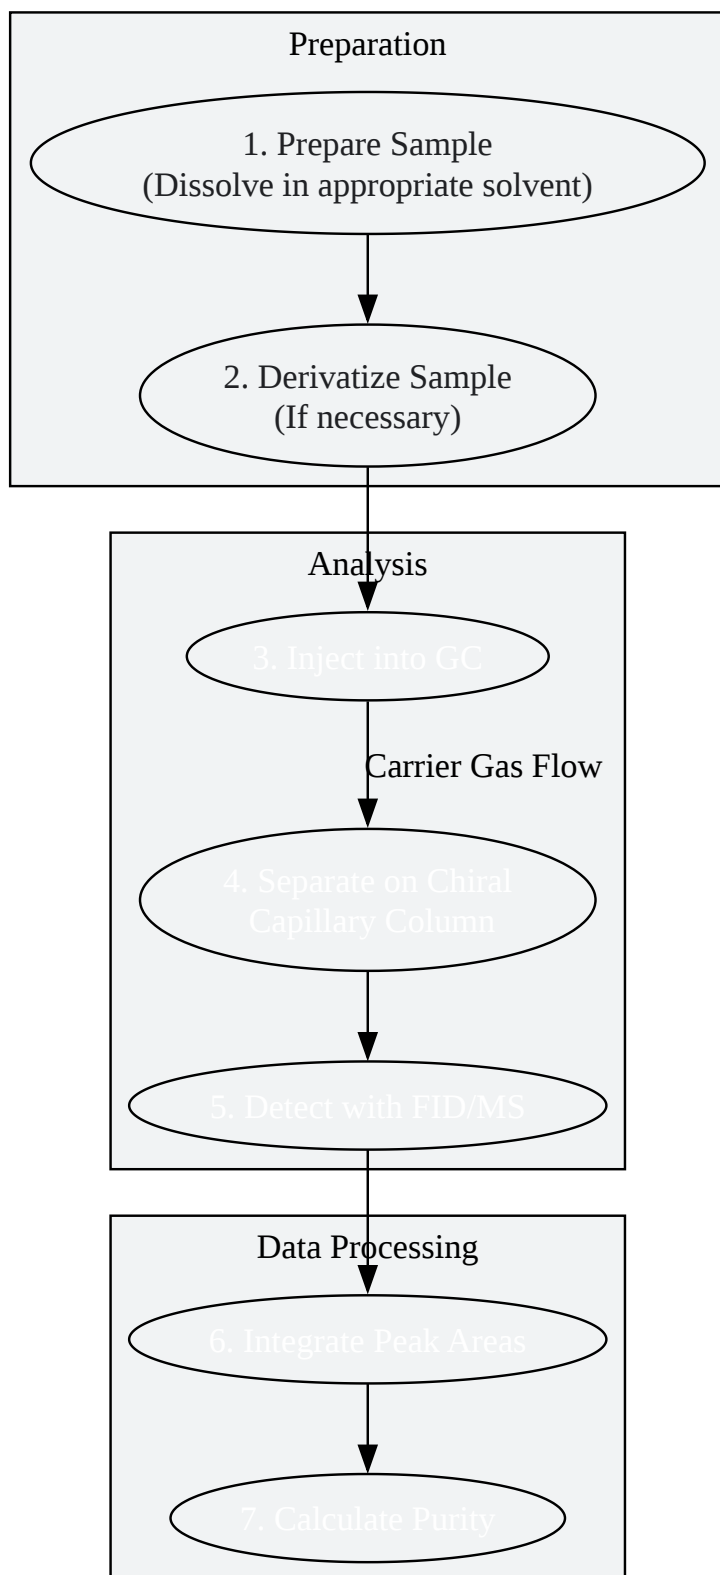 Preparation
1. Prepare Sample
(Dissolve in appropriate solvent)
2. Derivatize Sample
(If necessary)
Analysis
3. Inject into GC
Carrier Gas Flow
4. Separate on Chiral
Capillary Column
5. Detect with FID/MS
Data Processing
6. Integrate Peak Areas
7. Calculate Purity